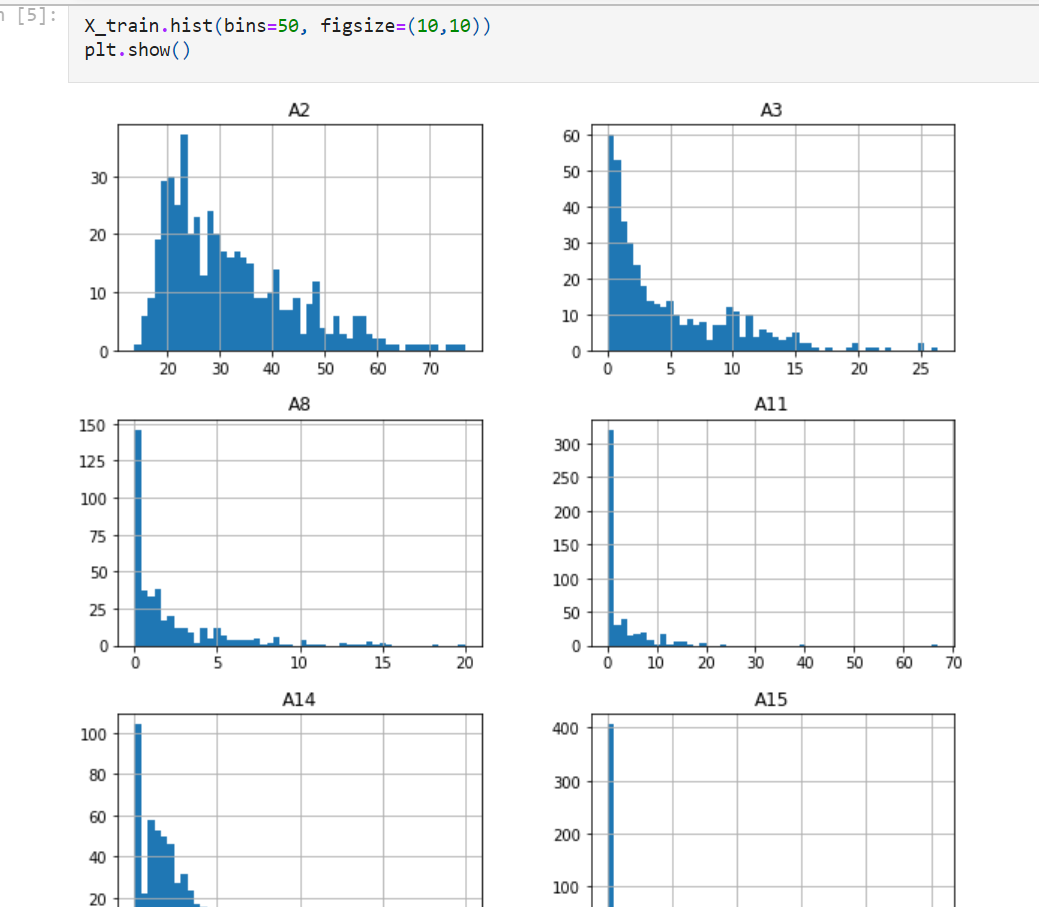 n [5]:
X_train.hist(bins=50, figsize=(10,10))
plt.show()
A2
30
20
10
0
20 30 40 50 60 70
A3
60
50
40
30
20
10
0
0 5 10 15 20 25
A8
150
125
100
75
50
25
0
0 5 10 15 20
A11
300
250
200
150
100
50
0
0 10 20 30 40 50 60 70
A14
100
80
60
40
20
A15
400
300
200
100